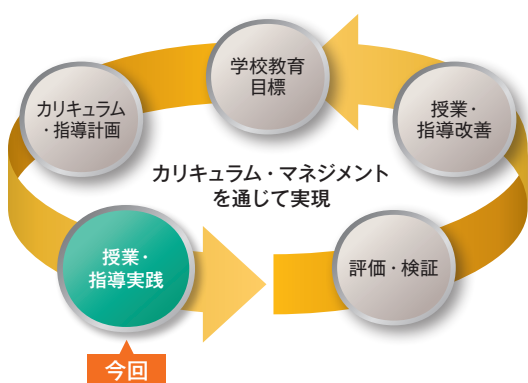 学校教育
目標
カリキュラム
・指導計画
授業・
指導改善
カリキュラム・マネジメント
を通じて実現
授業・
指導実践
評価・検証
今回